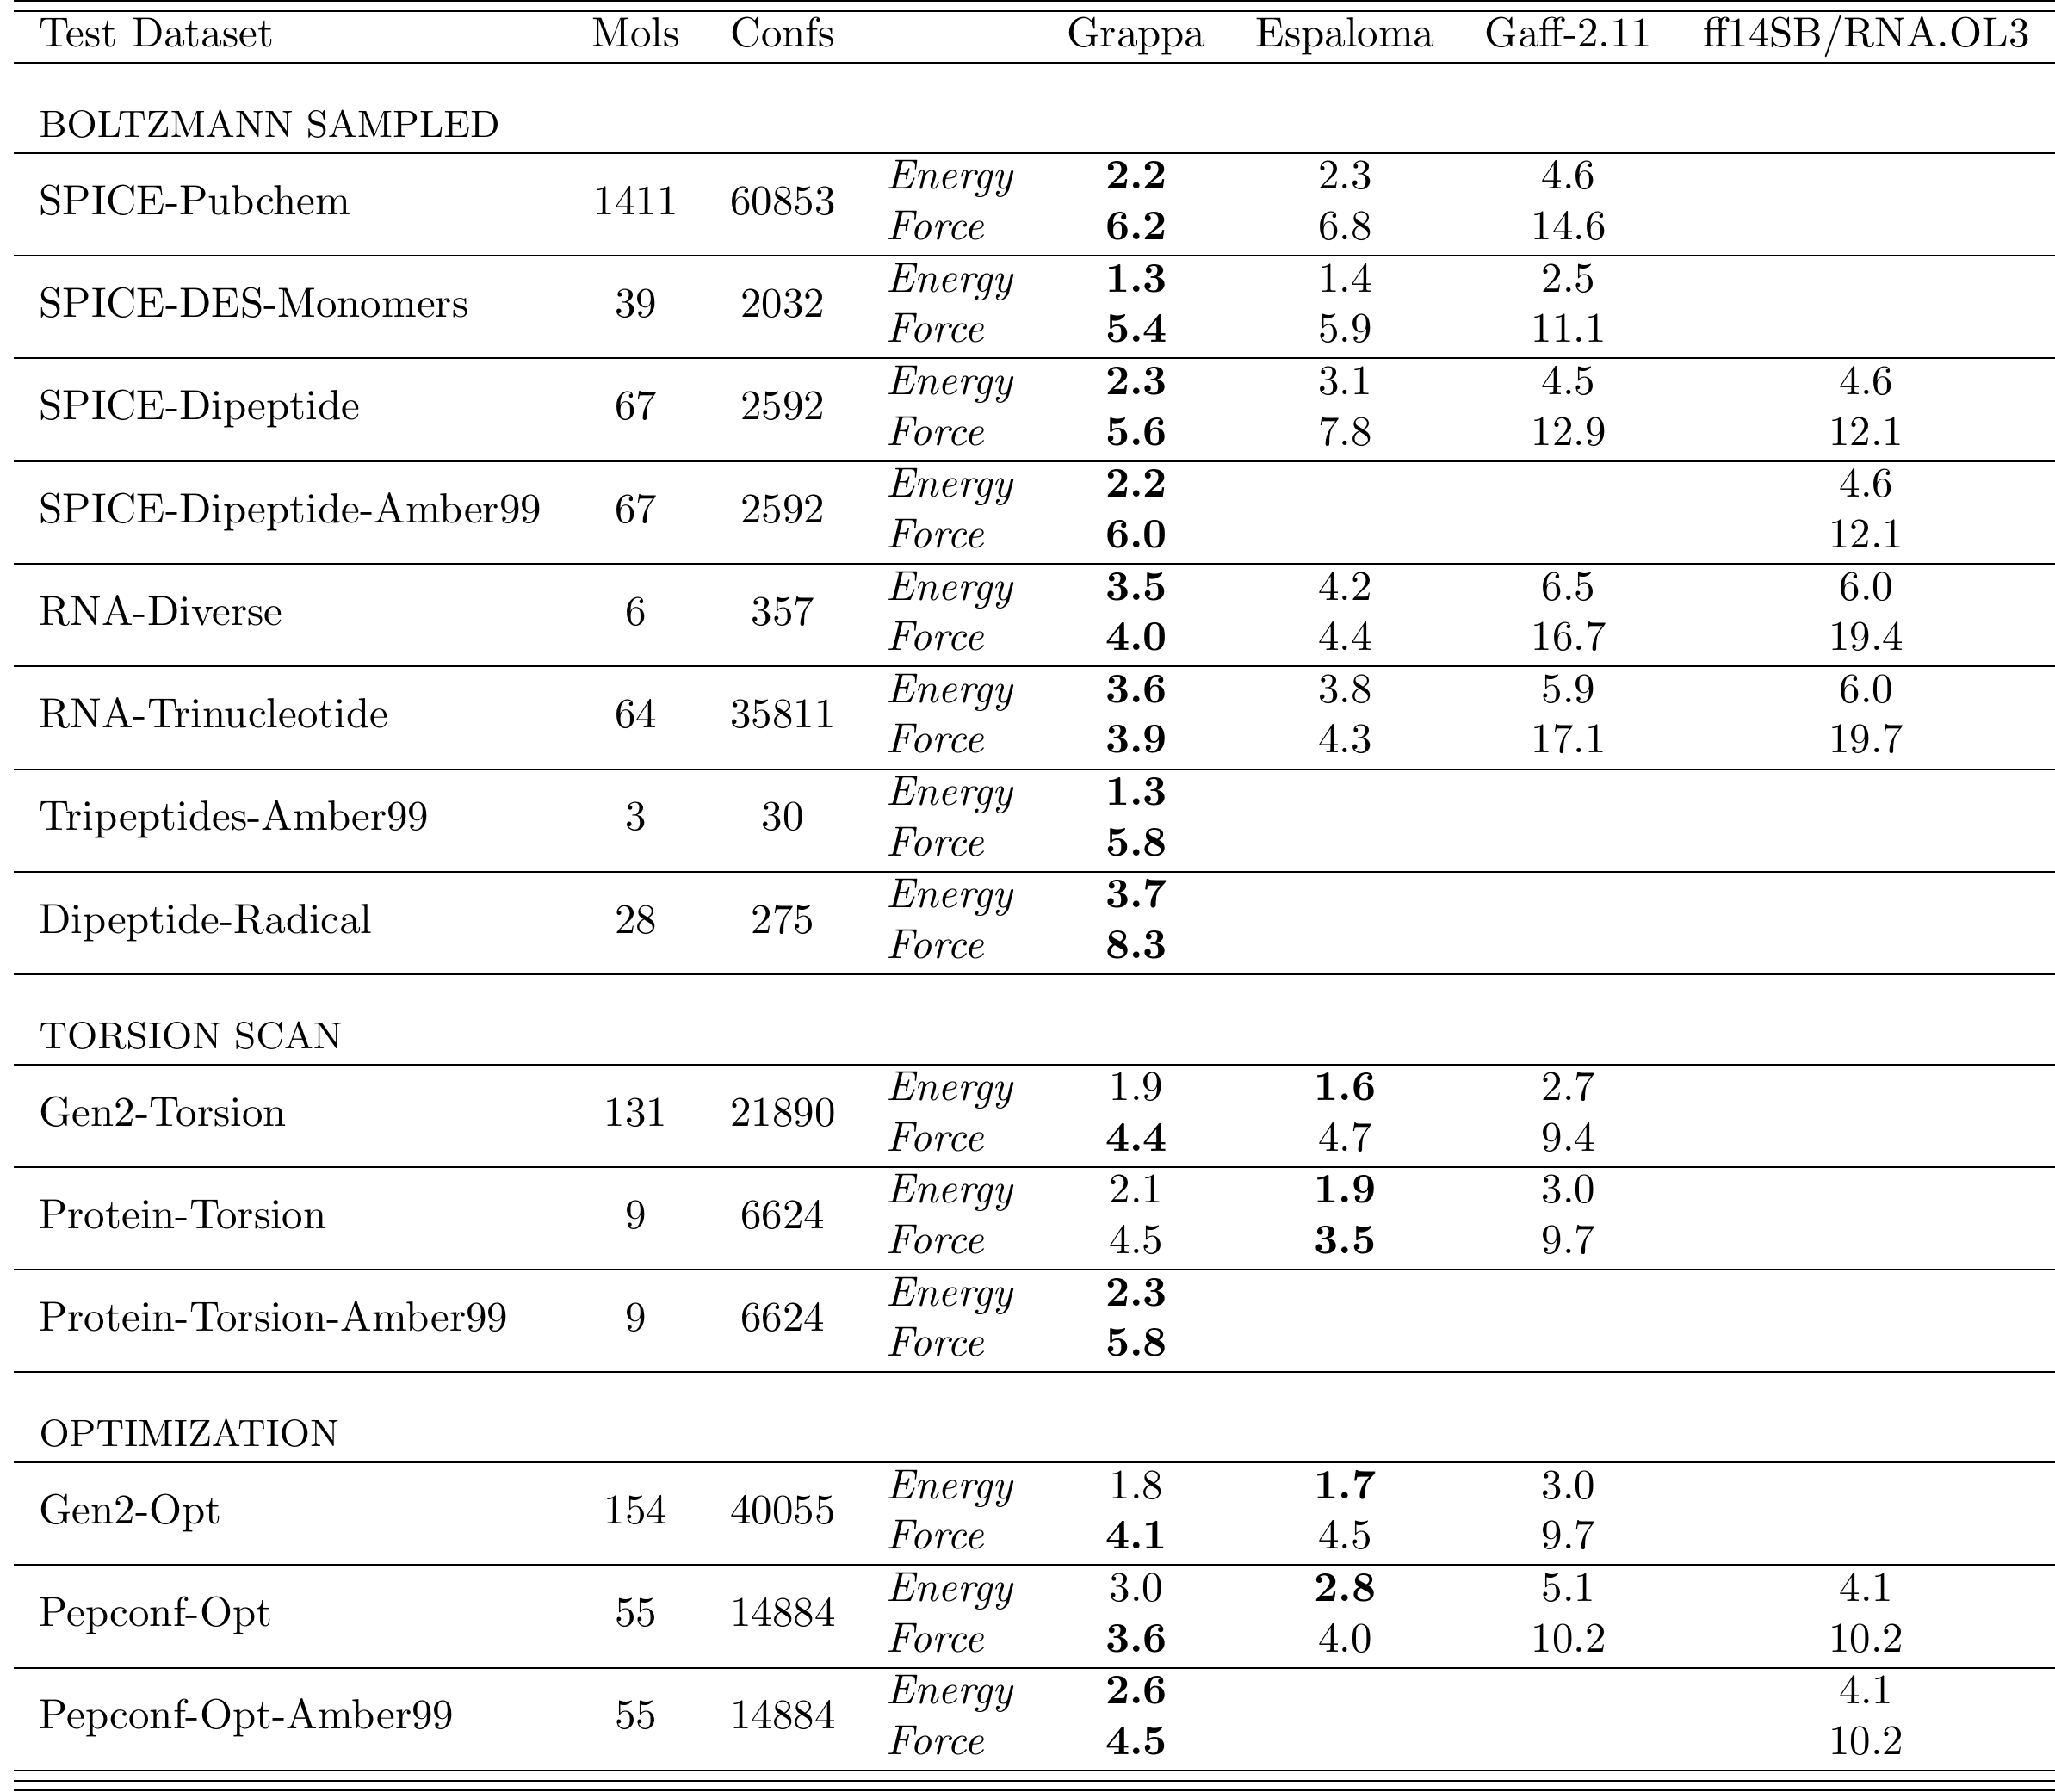 Test Dataset Mols Confs Grappa Espaloma Gaff-2.11 ff14SB/RNA.OL3
BOLTZMANN SAMPLED
SPICE-Pubchem 1411 60853 Energy 2.2 2.3 4.6
Force 6.2 6.8 14.6
SPICE-DES-Monomers 39 2032 Energy 1.3 1.4 2.5
Force 5.4 5.9 11.1
SPICE-Dipeptide 67 2592 Energy 2.3 3.1 4.5 4.6
Force 5.6 7.8 12.9 12.1
SPICE-Dipeptide-Amber99 67 2592 Energy 2.2 4.6
Force 6.0 12.1
RNA-Diverse 6 357 Energy 3.5 4.2 6.5 6.0
Force 4.0 4.4 16.7 19.4
RNA-Trinucleotide 64 35811 Energy 3.6 3.8 5.9 6.0
Force 3.9 4.3 17.1 19.7
Tripeptides-Amber99 3 30 Energy 1.3
Force 5.8
Dipeptide-Radical 28 275 Energy 3.7
Force 8.3
TORSION SCAN
Gen2-Torsion 131 21890 Energy 1.9 1.6 2.7
Force 4.4 4.7 9.4
Protein-Torsion 9 6624 Energy 2.1 1.9 3.0
Force 4.5 3.5 9.7
Protein-Torsion-Amber99 9 6624 Energy 2.3
Force 5.8
OPTIMIZATION
Gen2-Opt 154 40055 Energy 1.8 1.7 3.0
Force 4.1 4.5 9.7
Pepconf-Opt 55 14884 Energy 3.0 2.8 5.1 4.1
Force 3.6 4.0 10.2 10.2
Pepconf-Opt-Amber99 55 14884 Energy 2.6 4.1
Force 4.5 10.2